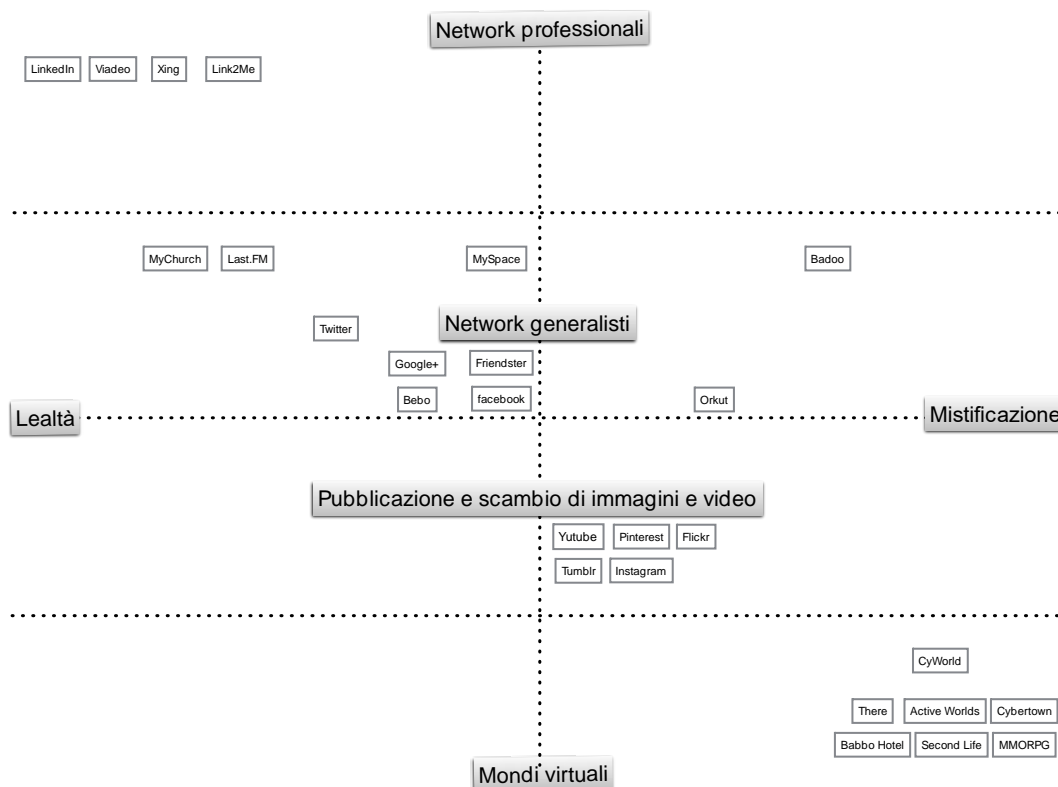 Network professionali
LinkedIn
Viadeo
Xing
Link2Me
MyChurch
Last.FM
MySpace
Badoo
Network generalisti
Twitter
Google+
Friendster
Bebo
facebook
Orkut
Lealtà
Mistificazione
Pubblicazione e scambio di immagini e video
Yutube
Pinterest
Flickr
Tumblr
Instagram
CyWorld
There
Active Worlds
Cybertown
Babbo Hotel
Second Life
MMORPG
Mondi virtuali